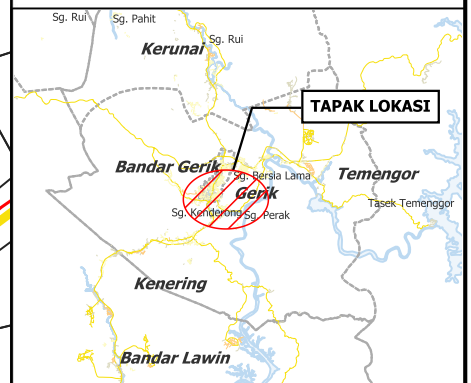 Sg. Rui
Sg. Pahit
Sg. Rui
Kerunai
TAPAK LOKASI
Bandar Gerik
Sg. Bersia Lama
Temengor
Gerik
Tasek Temenggor
Sg. Kenderong
Sg. Perak
Kenering
Bandar Lawin